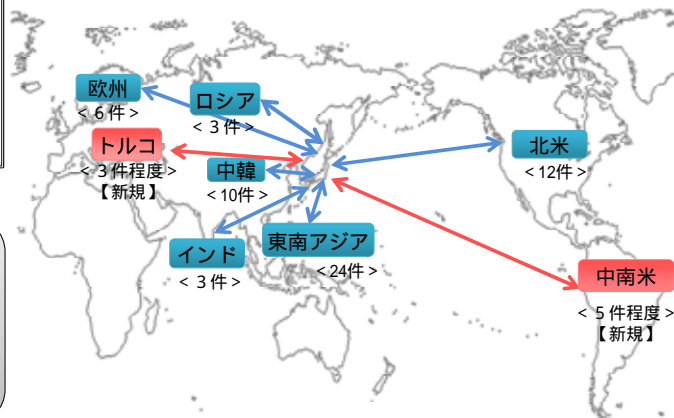 欧州
< 6 件>
ロシア
< 3 件>
トルコ
< 3 件程度>
【新規】
中韓
<10件>
北米
<12件>
インド
< 3 件>
東南アジア
<24件>
中南米
< 5 件程度>
【新規】